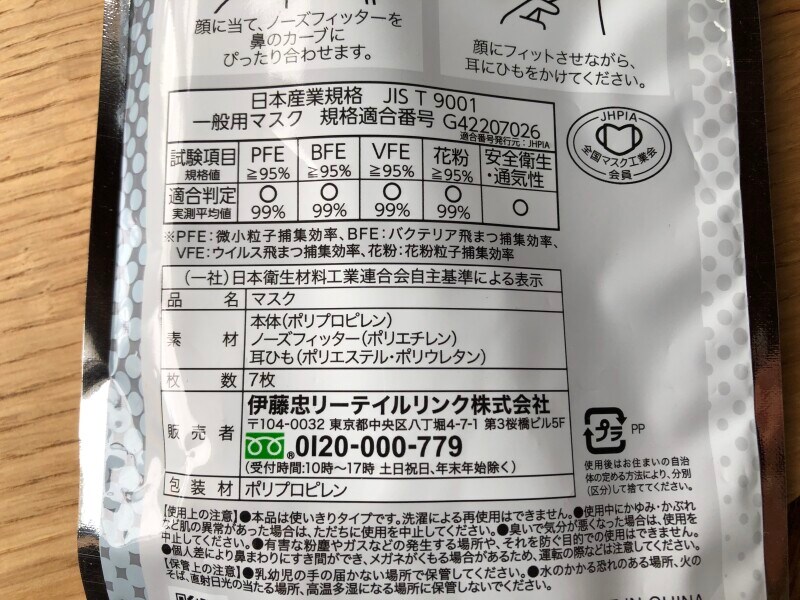 顔に当て、ノーズフィッターを
鼻のカーブに
ぴったり合わせます。
顔にフィットさせながら、
耳にひもをかけてください。
日本産業規格 JIS T 9001
一般用マスク 規格適合番号 G42207026
適合番号発行元:JHPIA
試験項目 規格値 PFE ≧95% BFE ≧95% VFE ≧95% 花粉 ≧95% 安全衛生・通気性
適合判定 実測平均値 ○ 99% ○ 99% ○ 99% ○ 99% ○
※PFE:微小粒子捕集効率、BFE:バクテリア飛まつ捕集効率、
VFE:ウイルス飛まつ捕集効率、花粉:花粉粒子捕集効率
JHPIA
全国マスク工業会
会員
(一社)日本衛生材料工業連合会自主基準による表示
品名 マスク
素材 本体(ポリプロピレン)
ノーズフィッター(ポリエチレン)
耳ひも(ポリエステル・ポリウレタン)
枚数 7枚
販売者 伊藤忠リーテイルリンク株式会社
〒104-0032 東京都中央区八丁堀4-7-1 第3桜橋ビル5F
®0120-000-779
(受付時間:10時〜17時 土日祝日、年末年始除く)
包装材 ポリプロピレン
プラ PP
使用後はお住まいの自治
体の定める方法により、分別
(区分)して捨ててください。
【使用上の注意】●本品は使いきりタイプです。洗濯による再使用はできません。●使用中にかゆみ・かぶれ
など肌の異常があった場合は、ただちに使用を中止してください。●臭いで気分が悪くなった場合は、使用を
中止してください。●有害な粉塵やガスなどの発生する場所や、それを防ぐ目的での使用はできません。
●個人差により鼻まわりにすき間ができ、メガネがくもる場合があるため、運転の際などは注意してください。
【保管上の注意】●乳幼児の手の届かない場所で保管してください。●水のかかる恐れのある場所、火の
そば、直射日光の当たる場所、高温多湿になる場所に保管しないでください。